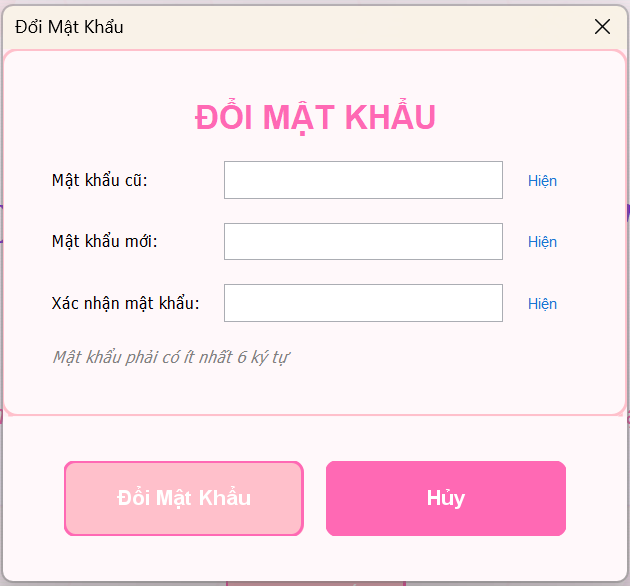 Đổi Mật Khẩu
ĐỔI MẬT KHẨU
Mật khẩu cũ: Hiện
Mật khẩu mới: Hiện
Xác nhận mật khẩu: Hiện
Mật khẩu phải có ít nhất 6 ký tự
Đổi Mật Khẩu Hủy